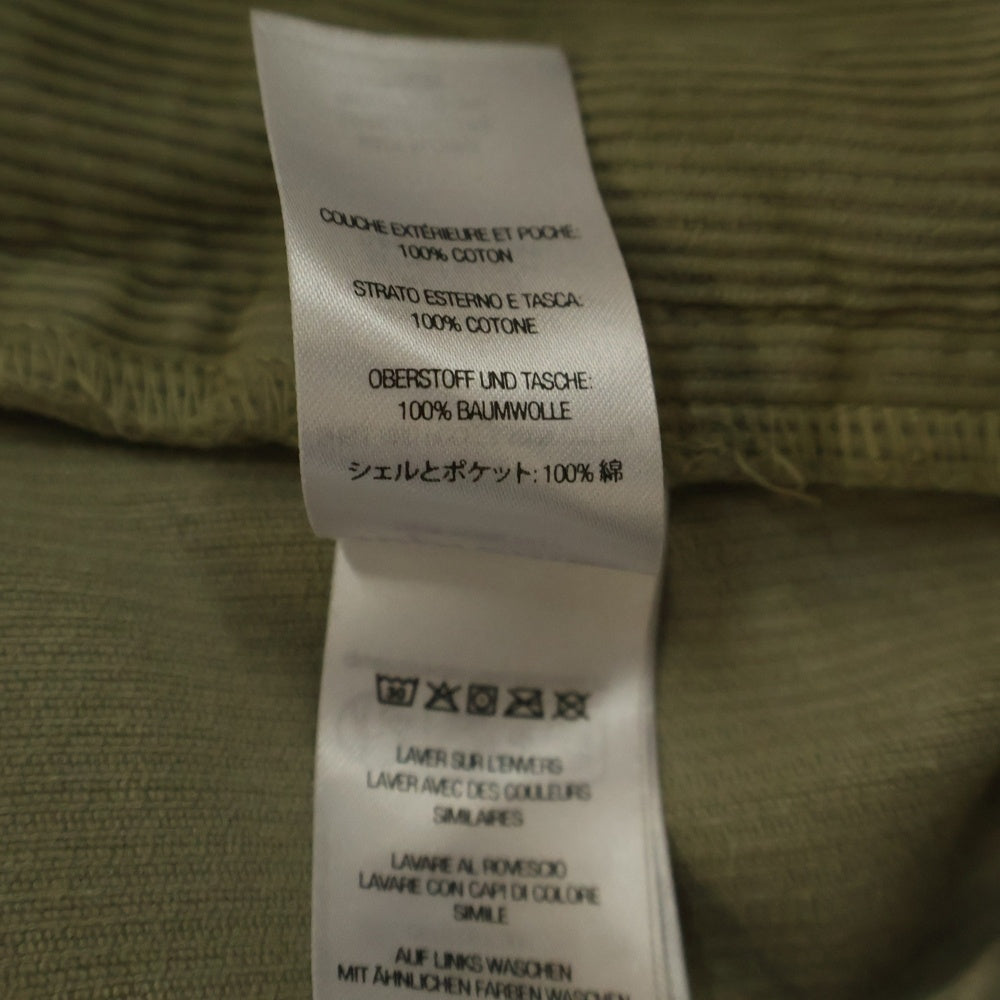 COUCHE EXTÉRIEURE ET POCHE:
100% COTON
STRATO ESTERNO E TASCA:
100% COTONE
OBERSTOFF UND TASCHE:
100% BAUMWOLLE
シェルとポケット: 100% 綿
30
LAVER SUR L'ENVERS
LAVER AVEC DES COULEURS
SIMILAIRES
LAVARE AL ROVESCIO
LAVARE CON CAPI DI COLORE
SIMILE
AUF LINKS WASCHEN
MIT ÄHNLICHEN FARBEN WASCHEN